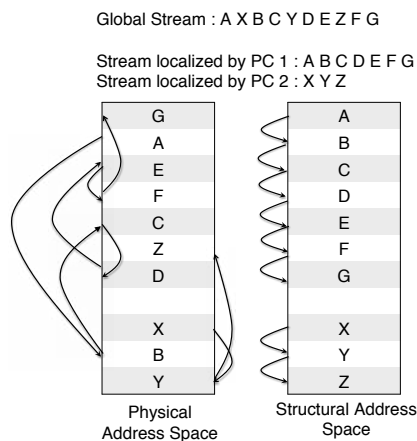 Global Stream : A X B C Y D E Z F G
Stream localized by PC 1 : A B C D E F G
Stream localized by PC 2 : X Y Z
G
A
E
F
C
Z
D
X
B
Y
Physical
Address Space
A
B
C
D
E
F
G
X
Y
Z
Structural Address
Space